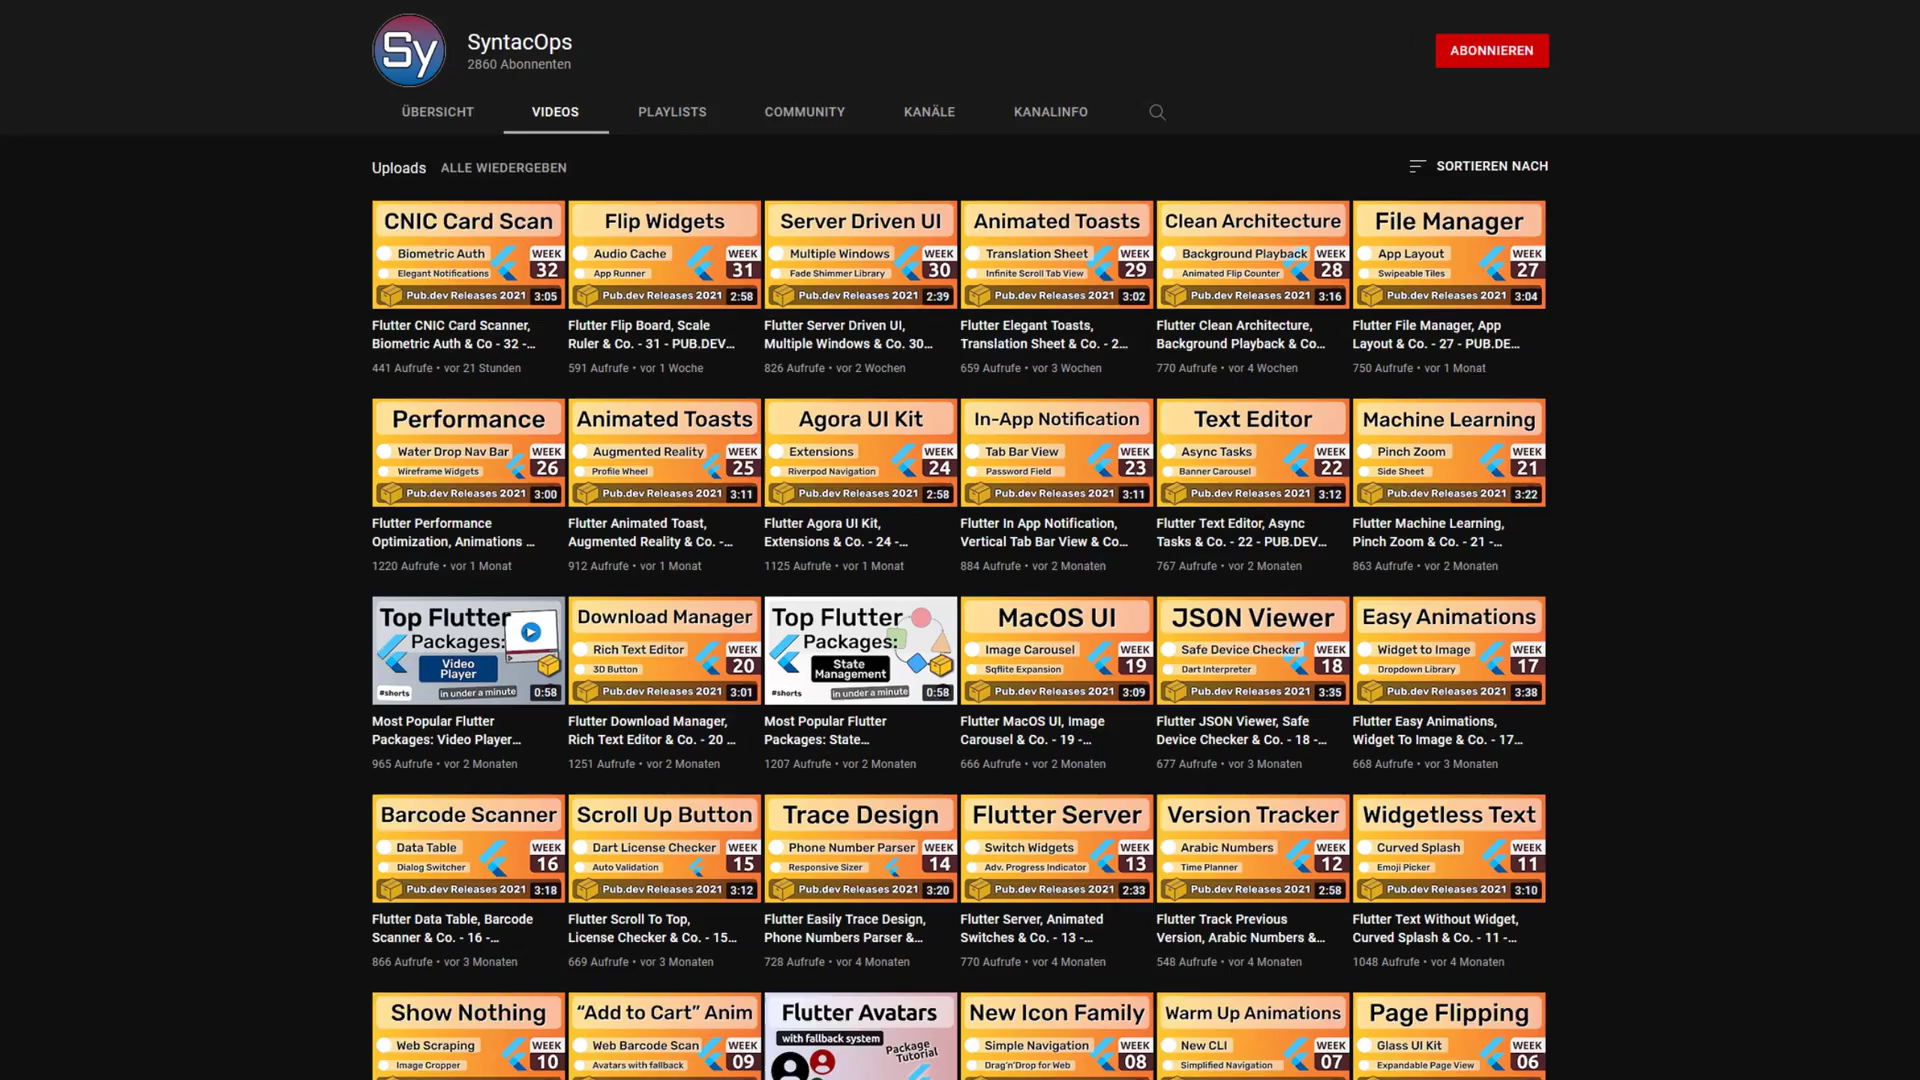 Sy
SyntacOps
2860 Abonnenten
ABONNIEREN
ÜBERSICHT
VIDEOS
PLAYLISTS
COMMUNITY
KANÄLE
KANALINFO
Uploads ALLE WIEDERGEBEN
SORTIEREN NACH
CNIC Card Scan
Biometric Auth
Elegant Notifications
WEEK
32
Pub.dev Releases 2021
3:05
Flutter CNIC Card Scanner,
Biometric Auth & Co - 32 -...
441 Aufrufe • vor 21 Stunden
Flip Widgets
Audio Cache
App Runner
WEEK
31
Pub.dev Releases 2021
2:58
Flutter Flip Board, Scale
Ruler & Co. - 31 - PUB.DEV...
591 Aufrufe • vor 1 Woche
Server Driven UI
Multiple Windows
Fade Shimmer Library
WEEK
30
Pub.dev Releases 2021
2:39
Flutter Server Driven UI,
Multiple Windows & Co. 30...
826 Aufrufe • vor 2 Wochen
Animated Toasts
Translation Sheet
Infinite Scroll Tab View
WEEK
29
Pub.dev Releases 2021
3:02
Flutter Elegant Toasts,
Translation Sheet & Co. - 2...
659 Aufrufe • vor 3 Wochen
Clean Architecture
Background Playback
Animated Flip Counter
WEEK
28
Pub.dev Releases 2021
3:16
Flutter Clean Architecture,
Background Playback & Co...
770 Aufrufe • vor 4 Wochen
File Manager
App Layout
Swipeable Tiles
WEEK
27
Pub.dev Releases 2021
3:04
Flutter File Manager, App
Layout & Co. - 27 - PUB.DE...
750 Aufrufe • vor 1 Monat
Performance
Water Drop Nav Bar
Wireframe Widgets
WEEK
26
Pub.dev Releases 2021
3:00
Flutter Performance
Optimization, Animations ...
1220 Aufrufe • vor 1 Monat
Animated Toasts
Augmented Reality
Profile Wheel
WEEK
25
Pub.dev Releases 2021
3:11
Flutter Animated Toast,
Augmented Reality & Co. -...
912 Aufrufe • vor 1 Monat
Agora UI Kit
Extensions
Riverpod Navigation
WEEK
24
Pub.dev Releases 2021
2:58
Flutter Agora UI Kit,
Extensions & Co. - 24 -...
1125 Aufrufe • vor 1 Monat
In-App Notification
Tab Bar View
Password Field
WEEK
23
Pub.dev Releases 2021
3:11
Flutter In App Notification,
Vertical Tab Bar View & Co...
884 Aufrufe • vor 2 Monaten
Text Editor
Async Tasks
Banner Carousel
WEEK
22
Pub.dev Releases 2021
3:12
Flutter Text Editor, Async
Tasks & Co. - 22 - PUB.DEV...
767 Aufrufe • vor 2 Monaten
Machine Learning
Pinch Zoom
Side Sheet
WEEK
21
Pub.dev Releases 2021
3:22
Flutter Machine Learning,
Pinch Zoom & Co. - 21 -...
863 Aufrufe • vor 2 Monaten
Top Flutter
Packages:
Video
Player
#shorts
in under a minute
0:58
Most Popular Flutter
Packages: Video Player...
965 Aufrufe • vor 2 Monaten
Download Manager
Rich Text Editor
3D Button
WEEK
20
Pub.dev Releases 2021
3:01
Flutter Download Manager,
Rich Text Editor & Co. - 20 ...
1251 Aufrufe • vor 2 Monaten
Top Flutter
Packages:
State
Management
#shorts
in under a minute
0:58
Most Popular Flutter
Packages: State...
1207 Aufrufe • vor 2 Monaten
MacOS UI
Image Carousel
Sqflite Expansion
WEEK
19
Pub.dev Releases 2021
3:09
Flutter MacOS UI, Image
Carousel & Co. - 19 -...
666 Aufrufe • vor 2 Monaten
JSON Viewer
Safe Device Checker
Dart Interpreter
WEEK
18
Pub.dev Releases 2021
3:35
Flutter JSON Viewer, Safe
Device Checker & Co. - 18 -...
677 Aufrufe • vor 3 Monaten
Easy Animations
Widget to Image
Dropdown Library
WEEK
17
Pub.dev Releases 2021
3:38
Flutter Easy Animations,
Widget To Image & Co. - 17...
668 Aufrufe • vor 3 Monaten
Barcode Scanner
Data Table
Dialog Switcher
WEEK
16
Pub.dev Releases 2021
3:18
Flutter Data Table, Barcode
Scanner & Co. - 16 -...
866 Aufrufe • vor 3 Monaten
Scroll Up Button
Dart License Checker
Auto Validation
WEEK
15
Pub.dev Releases 2021
3:12
Flutter Scroll To Top,
License Checker & Co. - 15...
669 Aufrufe • vor 3 Monaten
Trace Design
Phone Number Parser
Responsive Sizer
WEEK
14
Pub.dev Releases 2021
3:20
Flutter Easily Trace Design,
Phone Numbers Parser &...
728 Aufrufe • vor 4 Monaten
Flutter Server
Switch Widgets
Adv. Progress Indicator
WEEK
13
Pub.dev Releases 2021
2:33
Flutter Server, Animated
Switches & Co. - 13 -...
770 Aufrufe • vor 4 Monaten
Version Tracker
Arabic Numbers
Time Planner
WEEK
12
Pub.dev Releases 2021
2:58
Flutter Track Previous
Version, Arabic Numbers &...
548 Aufrufe • vor 4 Monaten
Widgetless Text
Curved Splash
Emoji Picker
WEEK
11
Pub.dev Releases 2021
3:10
Flutter Text Without Widget,
Curved Splash & Co. - 11 -...
1048 Aufrufe • vor 4 Monaten
Show Nothing
Web Scraping
Image Cropper
WEEK
10
“Add to Cart” Anim
Web Barcode Scan
Avatars with fallback
WEEK
09
Flutter Avatars
with fallback system
Package
Tutorial
New Icon Family
Simple Navigation
Drag'n'Drop for Web
WEEK
08
Warm Up Animations
New CLI
Simplified Navigation
WEEK
07
Page Flipping
Glass UI Kit
Expandable Page View
WEEK
06